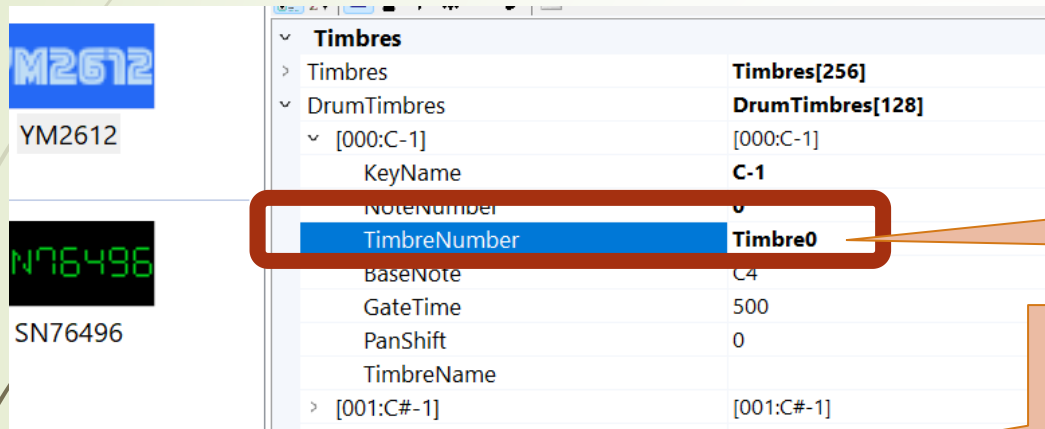 Timbres
YM2612
Timbres Timbres[256]
DrumTimbres DrumTimbres[128]
YM2612
[000:C-1] [000:C-1]
KeyName C-1
NoteNumber 0
TimbreNumber Timbre0
SN76496
BaseNote C4
GateTime 500
SN76496
PanShift 0
TimbreName
[001:C#-1] [001:C#-1]